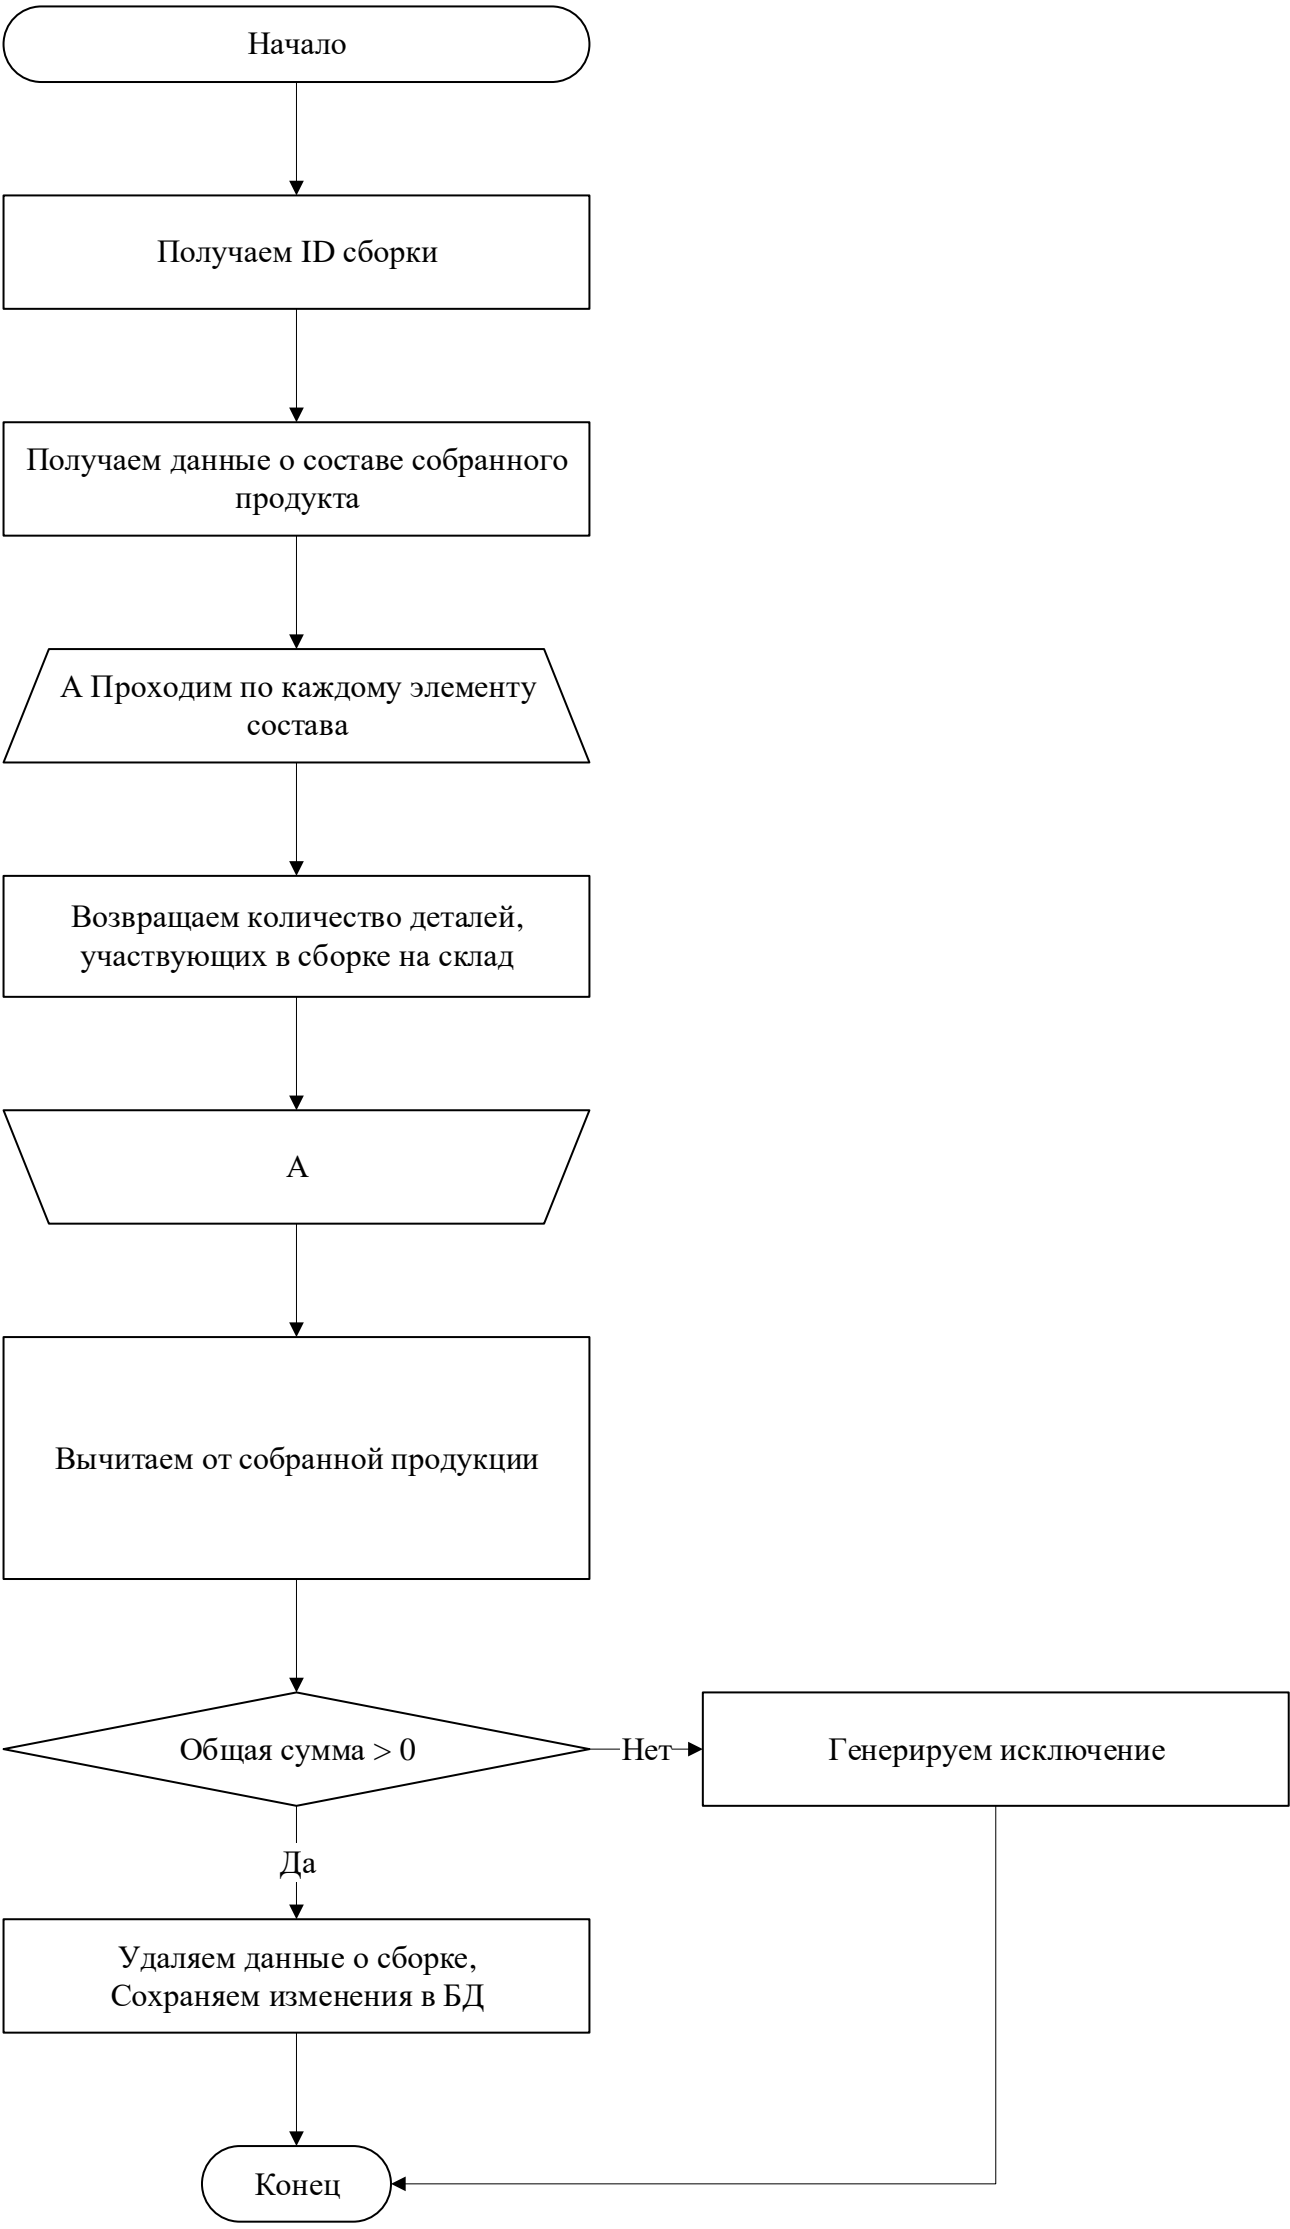 Начало
Получаем ID сборки
Получаем данные о составе собранного
продукта
А Проходим по каждому элементу
состава
Возвращаем количество деталей,
участвующих в сборке на склад
А
Вычитаем от собранной продукции
Общая сумма > 0
Нет
Генерируем исключение
Да
Удаляем данные о сборке,
Сохраняем изменения в БД
Конец